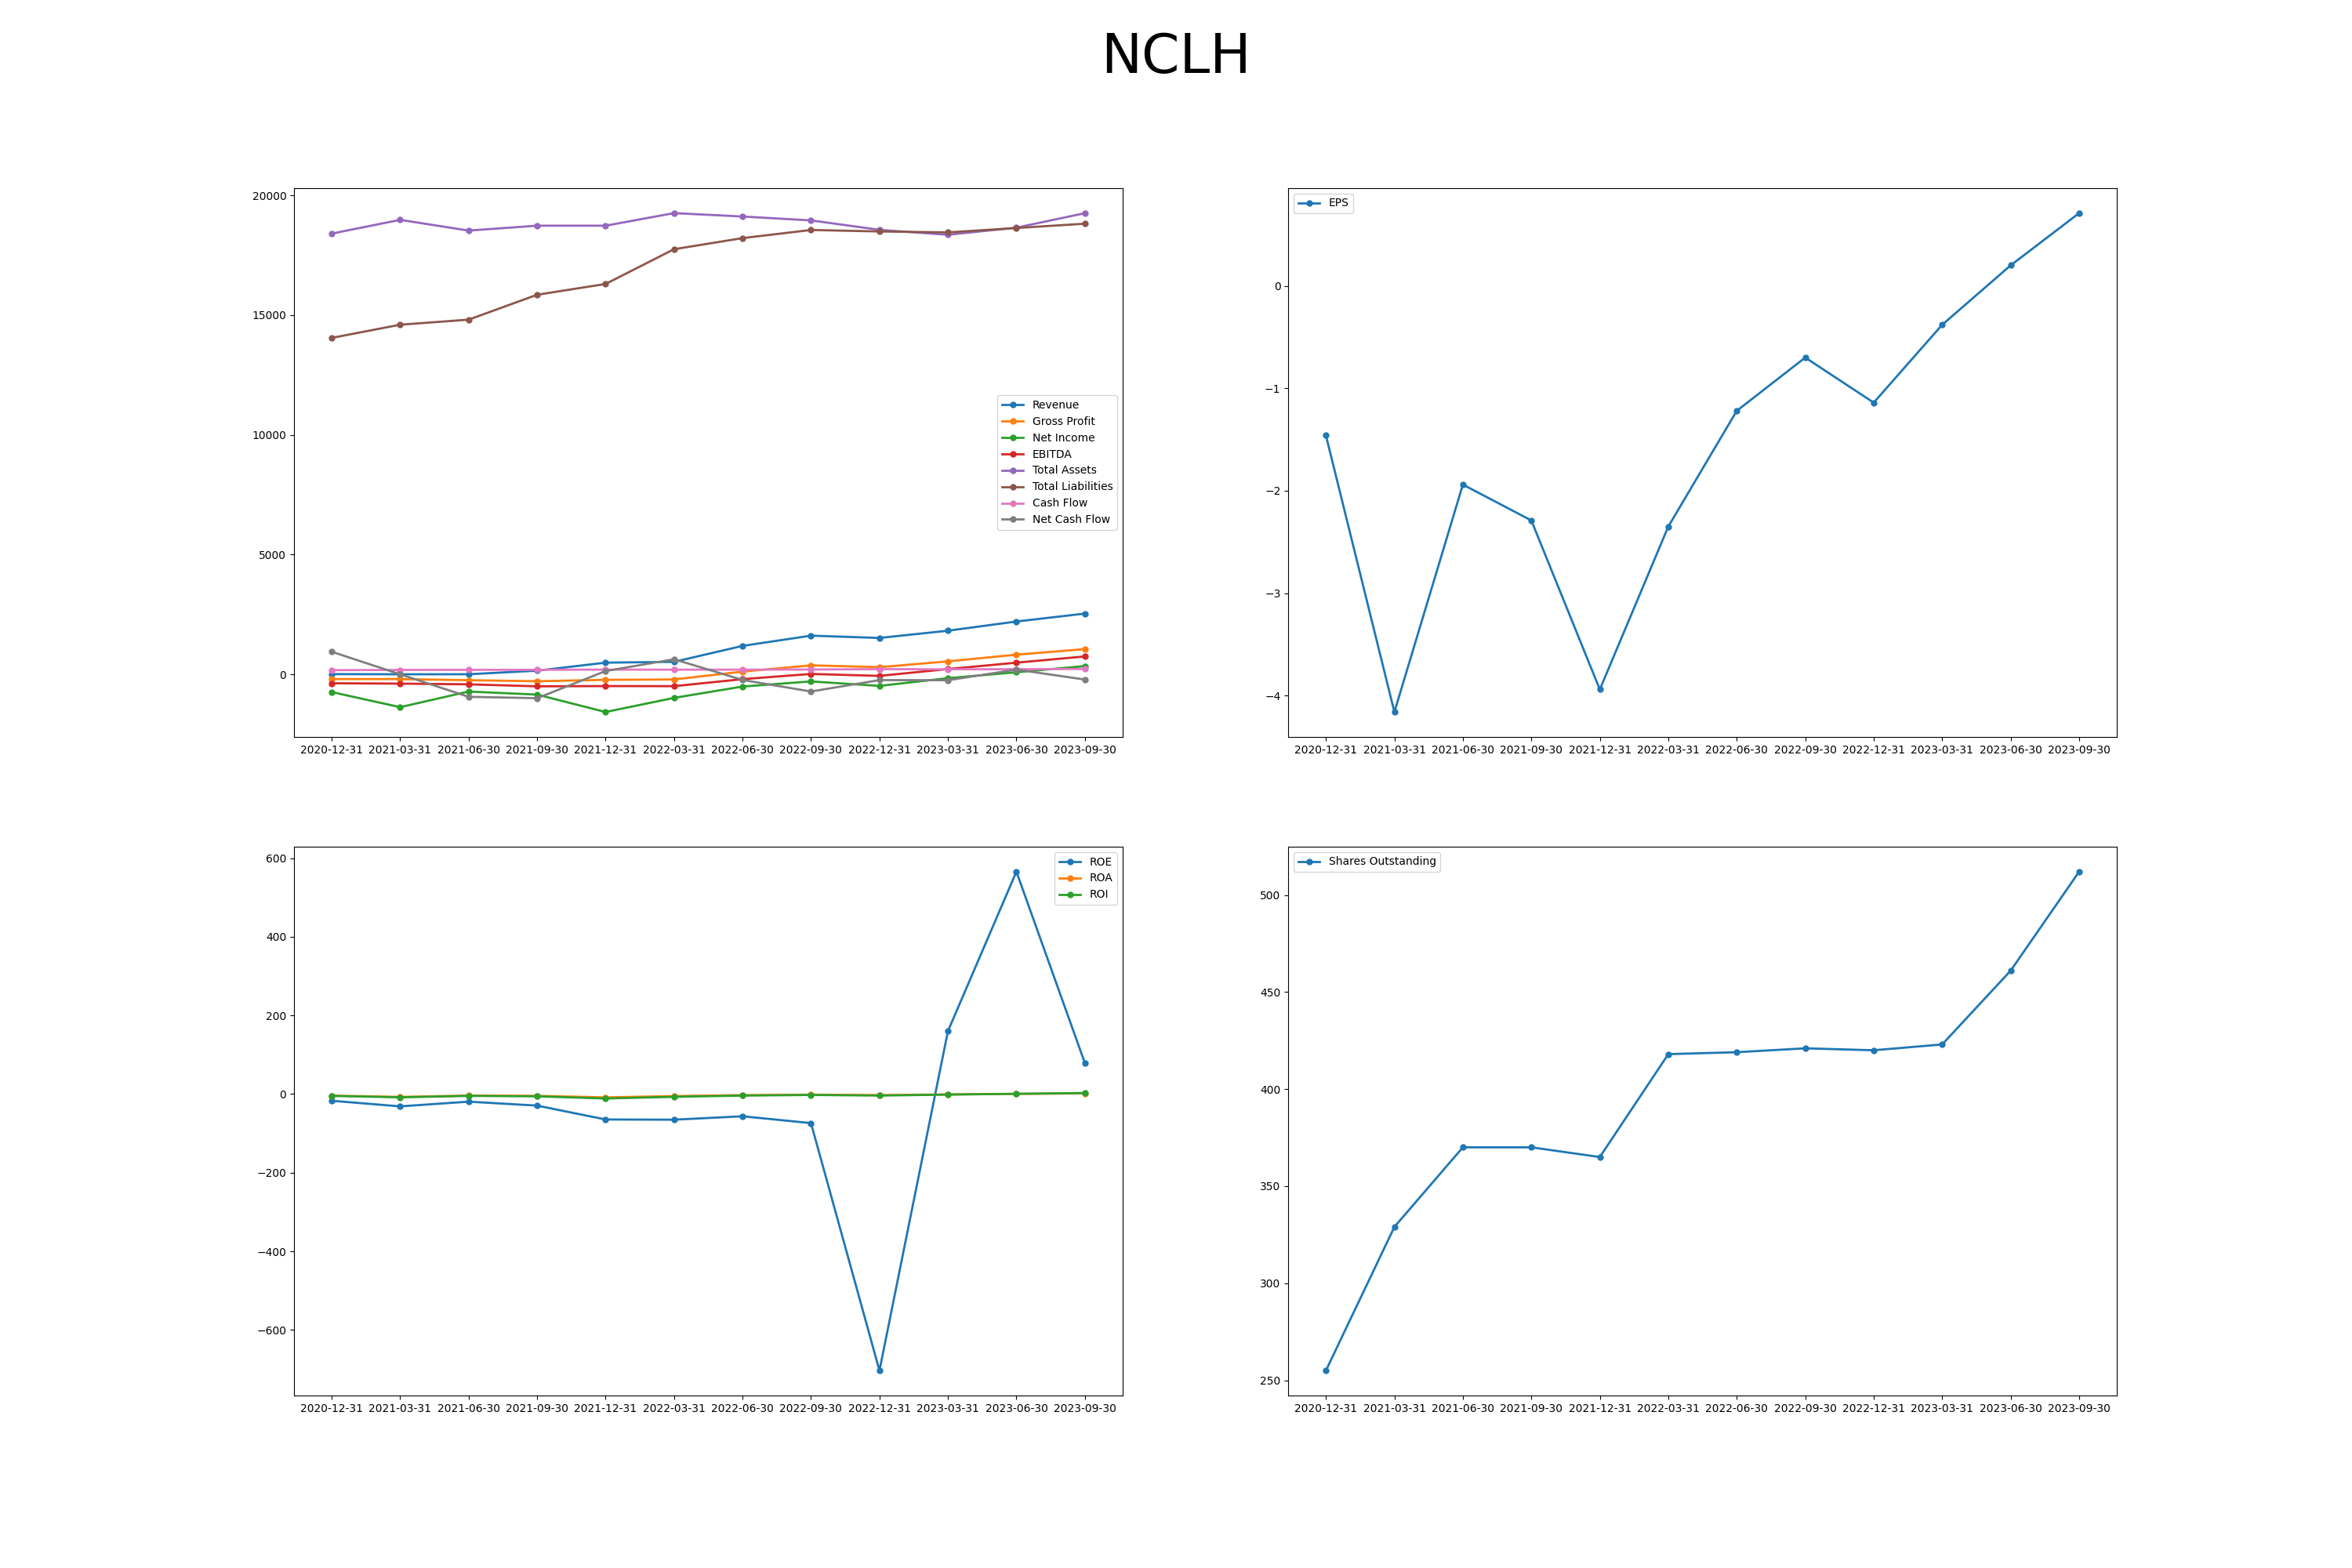 NCLH
20000
15000
10000
5000
0
Revenue
Gross Profit
Net Income
EBITDA
Total Assets
Total Liabilities
Cash Flow
Net Cash Flow
2020-12-31 2021-03-31 2021-06-30 2021-09-30 2021-12-31 2022-03-31 2022-06-30 2022-09-30 2022-12-31 2023-03-31 2023-06-30 2023-09-30
EPS
0
−1
−2
−3
−4
2020-12-31 2021-03-31 2021-06-30 2021-09-30 2021-12-31 2022-03-31 2022-06-30 2022-09-30 2022-12-31 2023-03-31 2023-06-30 2023-09-30
600
400
200
0
−200
−400
−600
ROE
ROA
ROI
2020-12-31 2021-03-31 2021-06-30 2021-09-30 2021-12-31 2022-03-31 2022-06-30 2022-09-30 2022-12-31 2023-03-31 2023-06-30 2023-09-30
Shares Outstanding
500
450
400
350
300
250
2020-12-31 2021-03-31 2021-06-30 2021-09-30 2021-12-31 2022-03-31 2022-06-30 2022-09-30 2022-12-31 2023-03-31 2023-06-30 2023-09-30